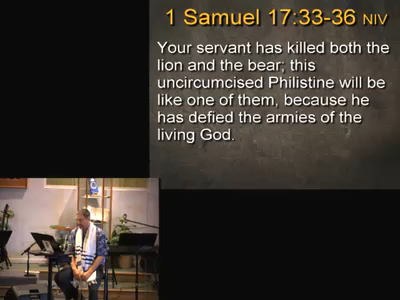 1 Samuel 17:33-36 NIV
Your servant has killed both the
lion and the bear; this
uncircumcised Philistine will be
like one of them, because he
has defied the armies of the
living God.